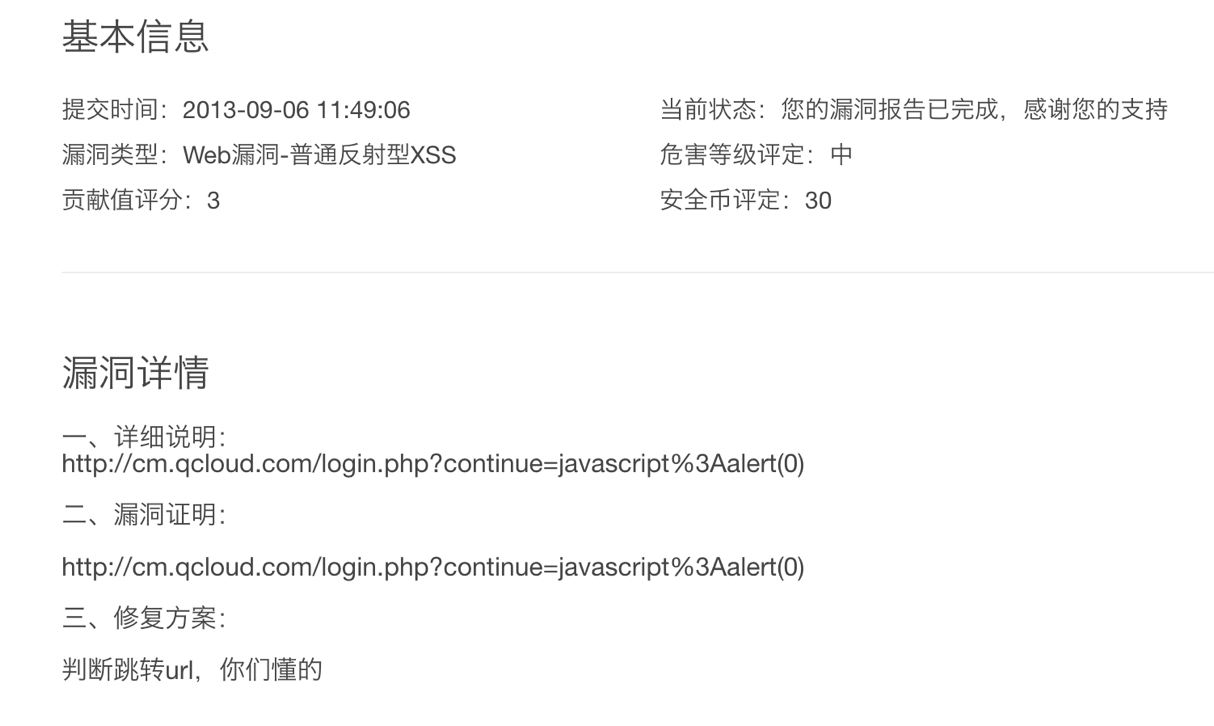 基本信息
提交时间：2013-09-06 11:49:06
当前状态：您的漏洞报告已完成，感谢您的支持
漏洞类型：Web漏洞-普通反射型XSS
危害等级评定：中
贡献值评分：3
安全币评定：30
漏洞详情
一、详细说明：
http://cm.qcloud.com/login.php?continue=javascript%3Aalert(0)
二、漏洞证明：
http://cm.qcloud.com/login.php?continue=javascript%3Aalert(0)
三、修复方案：
判断跳转url，你们懂的